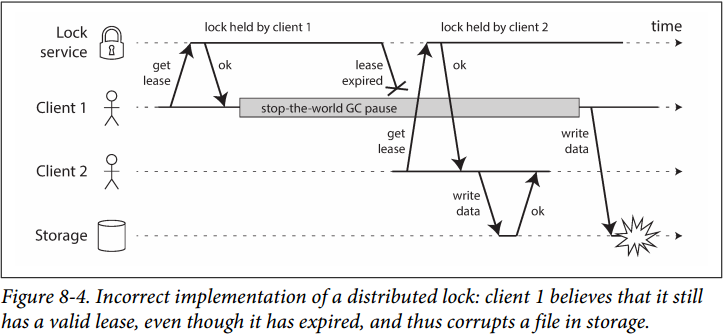 lock held by client 1
lock held by client 2
time
Lock
service
get
lease
ok
lease
expired
ok
Client 1
stop-the-world GC pause
get
lease
write
data
Client 2
write
data
ok
Storage
Figure 8-4. Incorrect implementation of a distributed lock: client 1 believes that it still
has a valid lease, even though it has expired, and thus corrupts a file in storage.